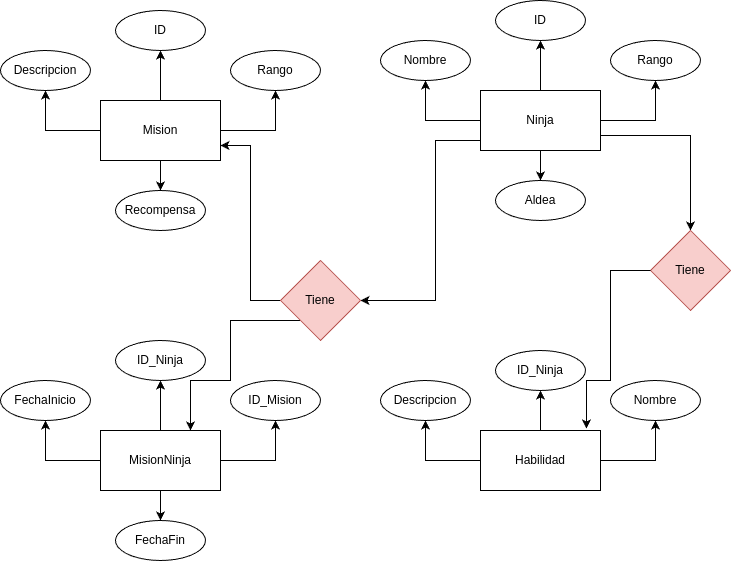 ID
Descripcion
Rango
Mision
Recompensa
ID
Nombre
Rango
Ninja
Aldea
Tiene
Tiene
ID_Ninja
FechaInicio
ID_Mision
MisionNinja
FechaFin
ID_Ninja
Descripcion
Nombre
Habilidad